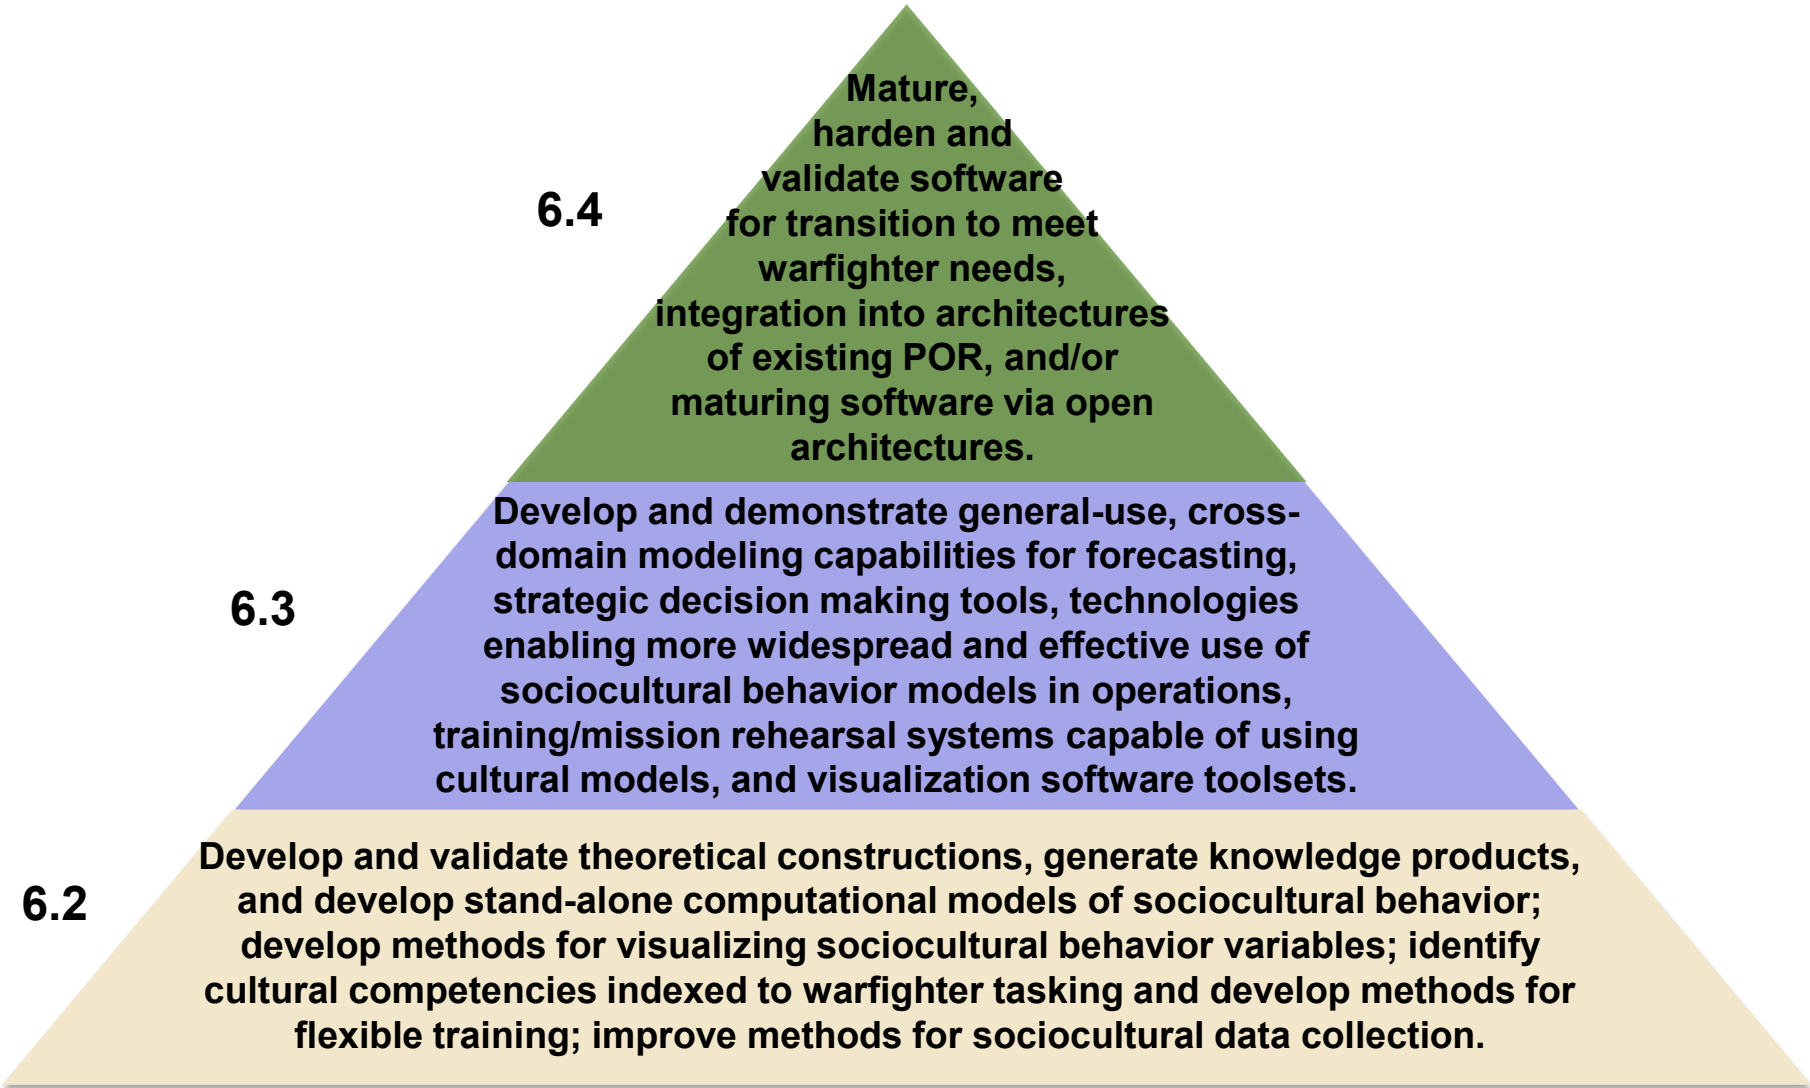 Mature,
harden and
validate software
6.4
for transition to meet
warfighter needs,
integration into architectures
of existing POR, and/or
maturing software via open
architectures.
Develop and demonstrate general-use, cross-
domain modeling capabilities for forecasting,
strategic decision making tools, technologies
6.3
enabling more widespread and effective use of
sociocultural behavior models in operations,
training/mission rehearsal systems capable of using
cultural models, and visualization software toolsets.
Develop and validate theoretical constructions, generate knowledge products,
6.2
and develop stand-alone computational models of sociocultural behavior;
develop methods for visualizing sociocultural behavior variables; identify
cultural competencies indexed to warfighter tasking and develop methods for
flexible training; improve methods for sociocultural data collection.